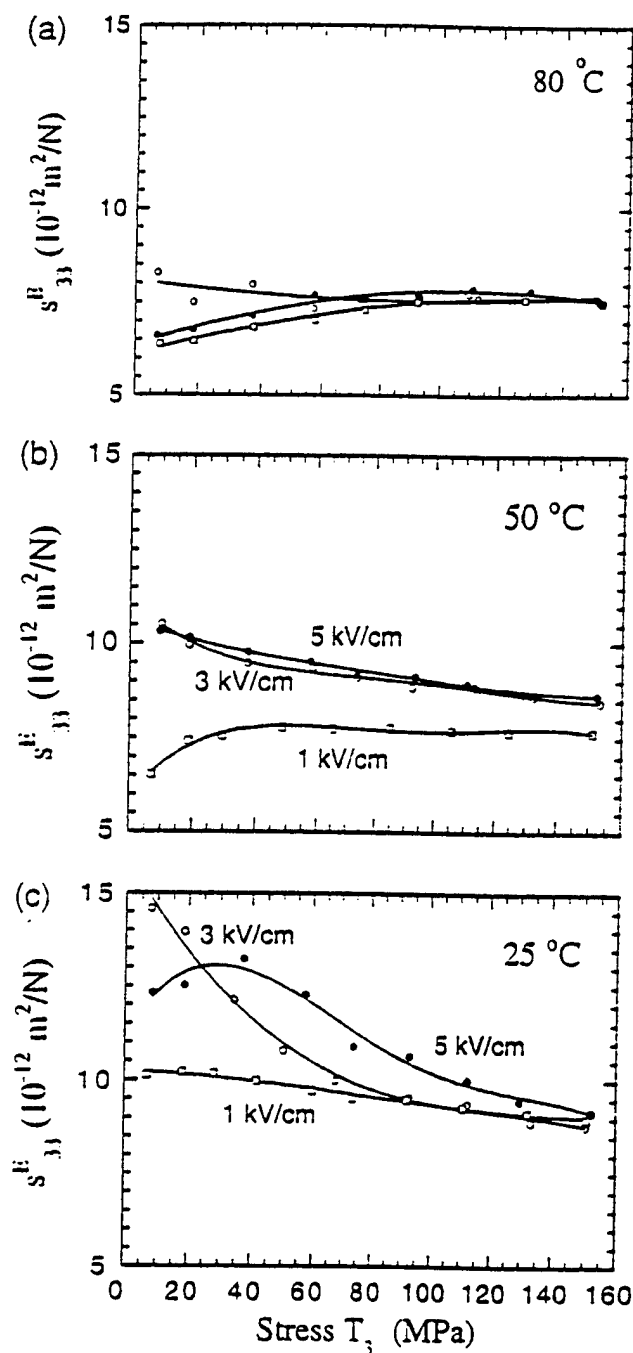 (a)
15
80 °C
10
5
s^E_33 (10^-12 m^2/N)
(b)
15
50 °C
10
5 kV/cm
3 kV/cm
1 kV/cm
5
s^E_33 (10^-12 m^2/N)
(c)
15
3 kV/cm
25 °C
5 kV/cm
10
1 kV/cm
5
s^E_33 (10^-12 m^2/N)
0 20 40 60 80 100 120 140 160
Stress T_3 (MPa)